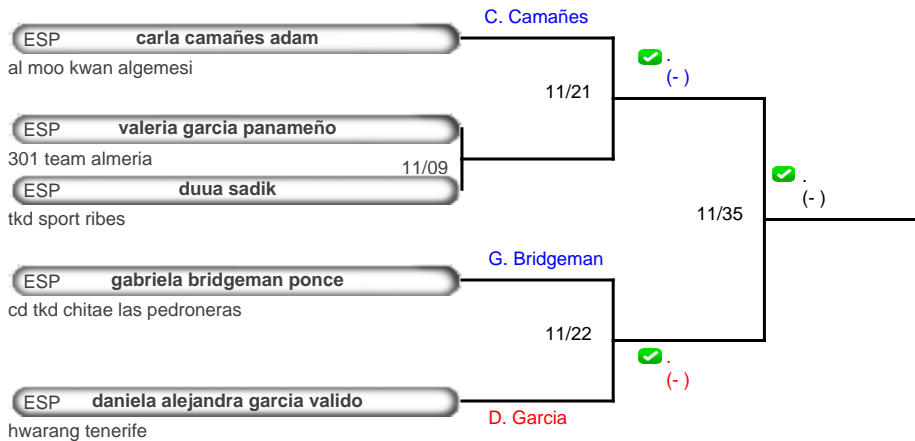 C. Camañes
ESP carla camañes adam
al moo kwan algemesi
.
(- )
11/21
ESP valeria garcia panameño
301 team almeria
11/09
ESP duua sadik
tkd sport ribes
.
(- )
11/35
G. Bridgeman
ESP gabriela bridgeman ponce
cd tkd chitae las pedroneras
11/22
.
(- )
ESP daniela alejandra garcia valido
D. Garcia
hwarang tenerife